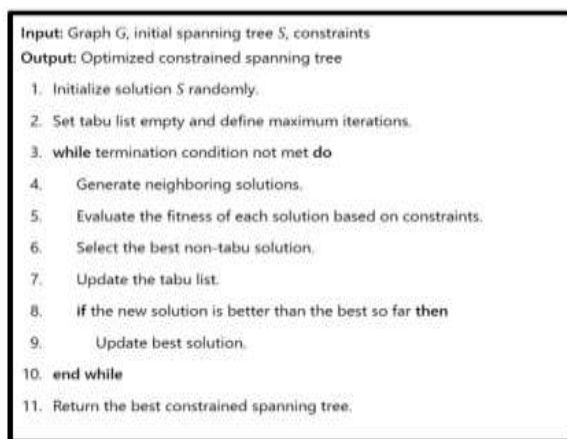 Input: Graph G, initial spanning tree S, constraints
Output: Optimized constrained spanning tree
1. Initialize solution S randomly.
2. Set tabu list empty and define maximum iterations.
3. while termination condition not met do
4. Generate neighboring solutions.
5. Evaluate the fitness of each solution based on constraints.
6. Select the best non-tabu solution.
7. Update the tabu list.
8. if the new solution is better than the best so far then
9. Update best solution.
10. end while
11. Return the best constrained spanning tree.